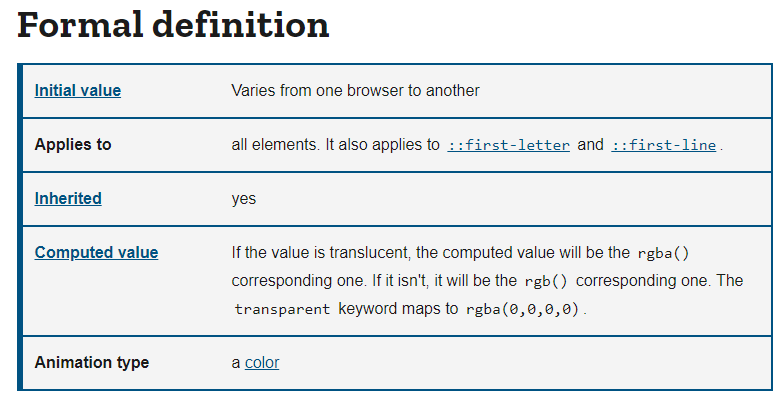 Formal definition
Initial value Varies from one browser to another
Applies to all elements. It also applies to ::first-letter and ::first-line.
Inherited yes
Computed value If the value is translucent, the computed value will be the rgba()
corresponding one. If it isn't, it will be the rgb() corresponding one. The
transparent keyword maps to rgba(0,0,0,0).
Animation type a color